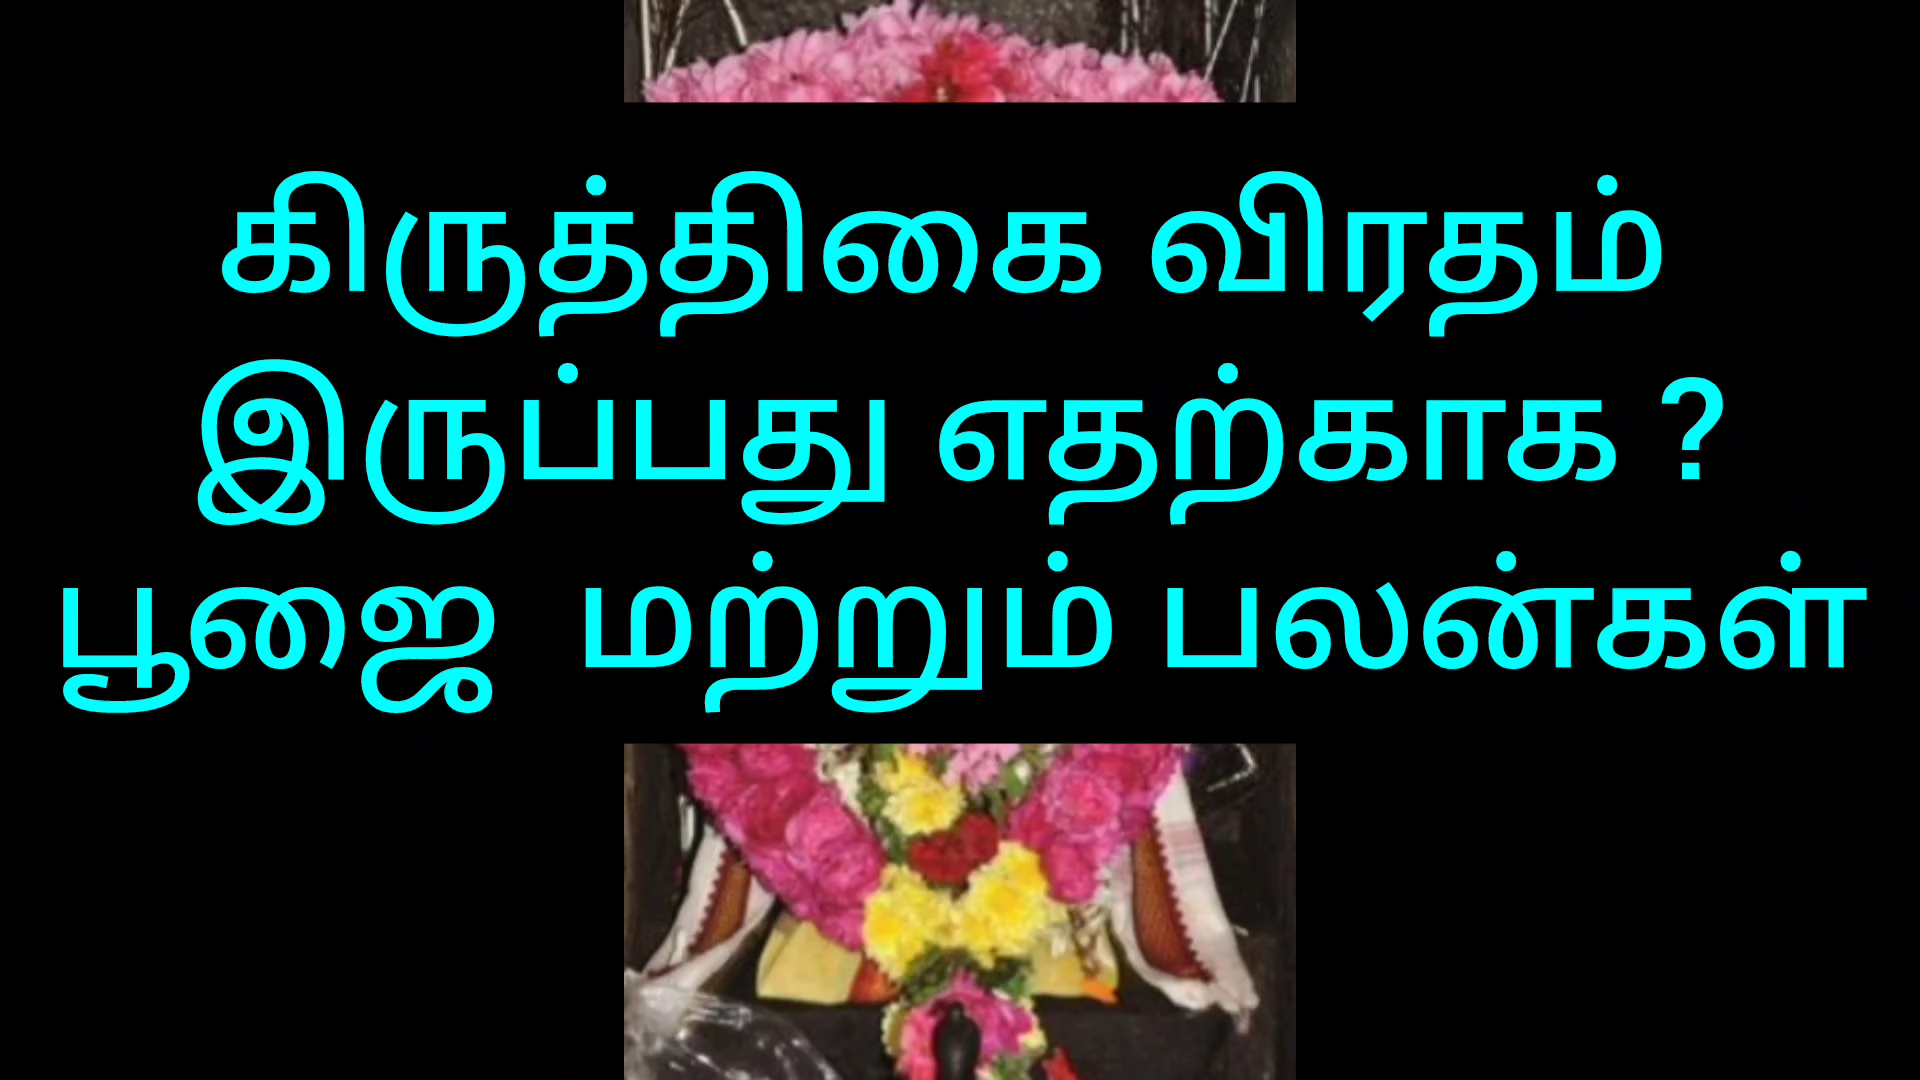 கிருத்திகை விரதம்
இருப்பது எதற்காக ?
பூஜை மற்றும் பலன்கள்